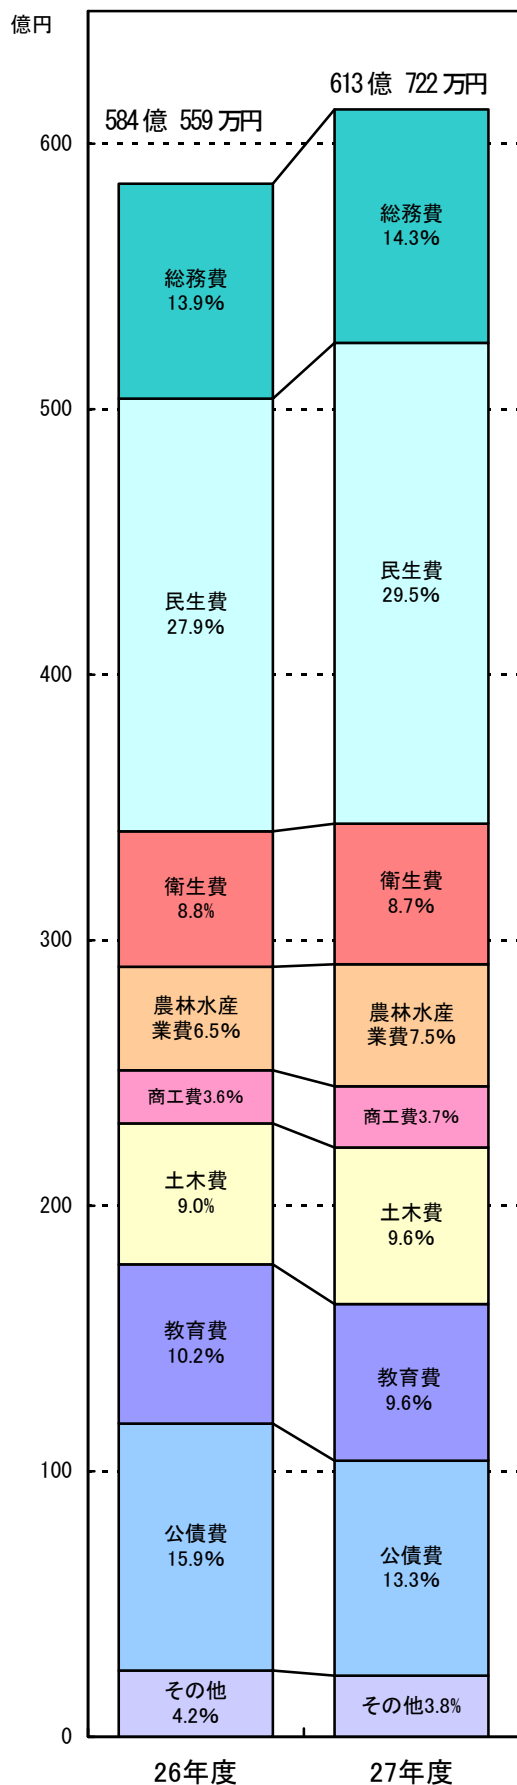 億円
613億 722万円
584億 559万円
600
総務費
14.3%
総務費
13.9%
500
民生費
29.5%
民生費
27.9%
400
衛生費
8.7%
衛生費
8.8%
300
農林水産
業費7.5%
農林水産
業費6.5%
商工費3.6%
商工費3.7%
200
土木費
9.0%
土木費
9.6%
教育費
10.2%
教育費
9.6%
100
公債費
15.9%
公債費
13.3%
その他
4.2%
その他3.8%
0
26年度
27年度